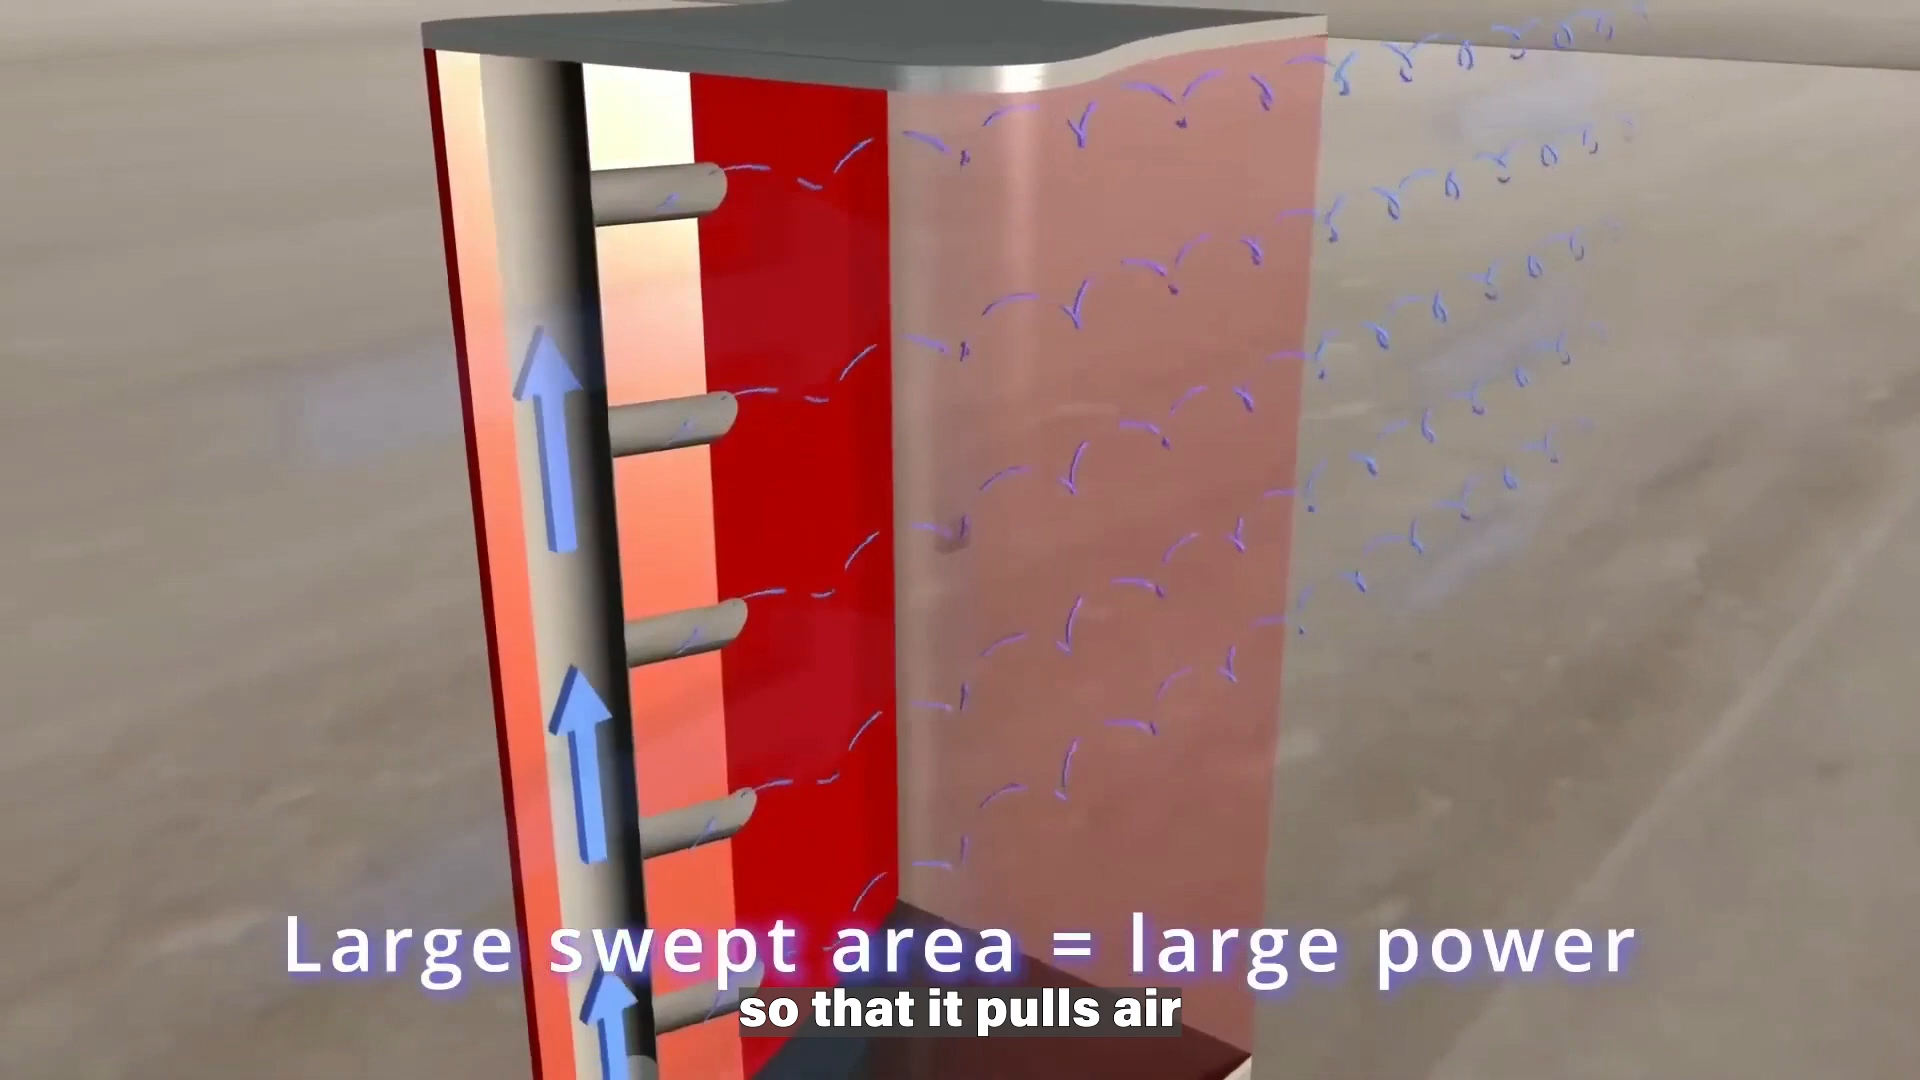 Large swept area = large power
so that it pulls air